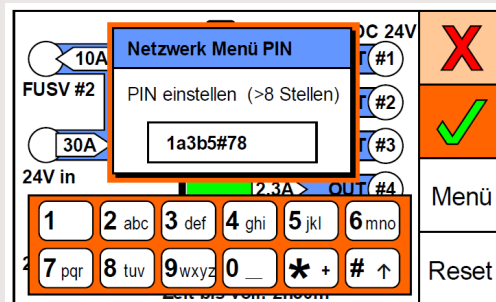 DC 24V
10A
Netzwerk Menü PIN
T
#1
FUSV #2
PIN einstellen (>8 Stellen)
#2
1a3b5#78
30A
#3
24V in
2.3A
OUT
#4
Menü
1
2 abc
3 def
4 ghi
5 jkl
6 mno
7 pqr
8 tuv
9 wxyz
0 _
* +
# ↑
Reset